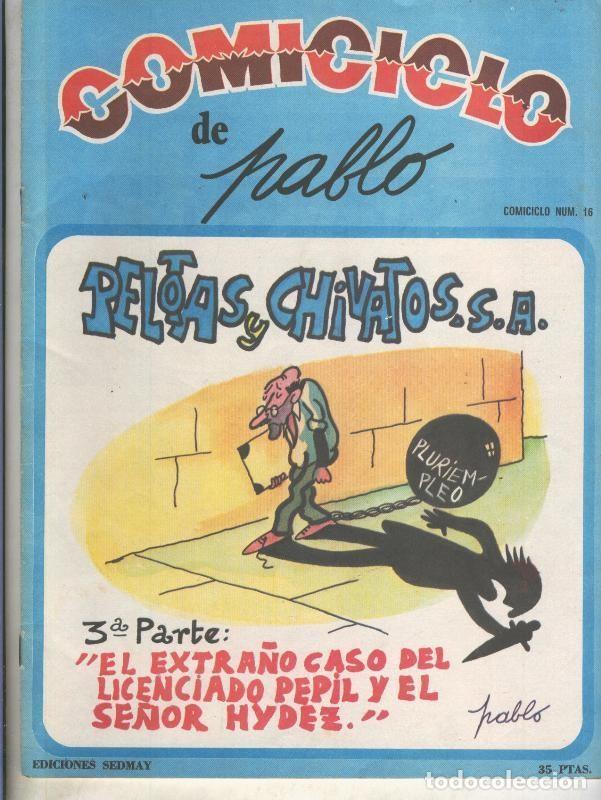 COMICICLO
de
pablo
COMICICLO NUM. 16
PELOTAS y CHIVATOS. S.A.
PLURIEM-
PLEO
3ª Parte:
"EL EXTRAÑO CASO DEL
LICENCIADO PEPIL Y EL
SEÑOR HYDEZ."
pablo
EDICIONES SEDMAY
35 PTAS.
todocoleccion